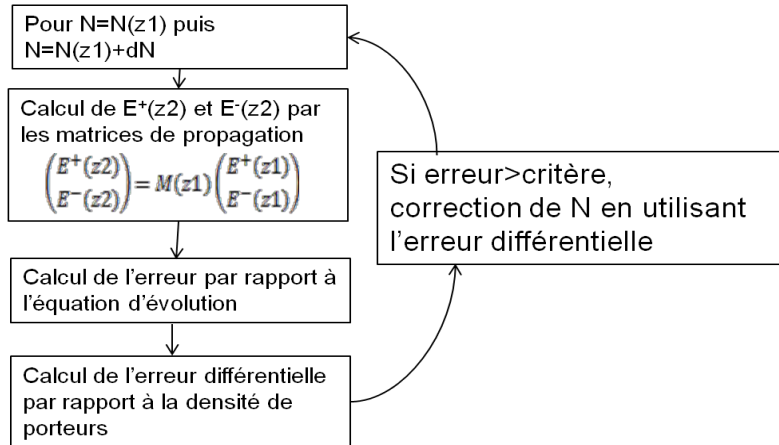 Pour N=N(z1) puis
N=N(z1)+dN
Calcul de E⁺(z2) et E⁻(z2) par
les matrices de propagation
(E⁺(z2)
E⁻(z2)) = M(z1) (E⁺(z1)
E⁻(z1))
Calcul de l'erreur par rapport à
l'équation d'évolution
Calcul de l'erreur différentielle
par rapport à la densité de
porteurs
Si erreur>critère,
correction de N en utilisant
l'erreur différentielle